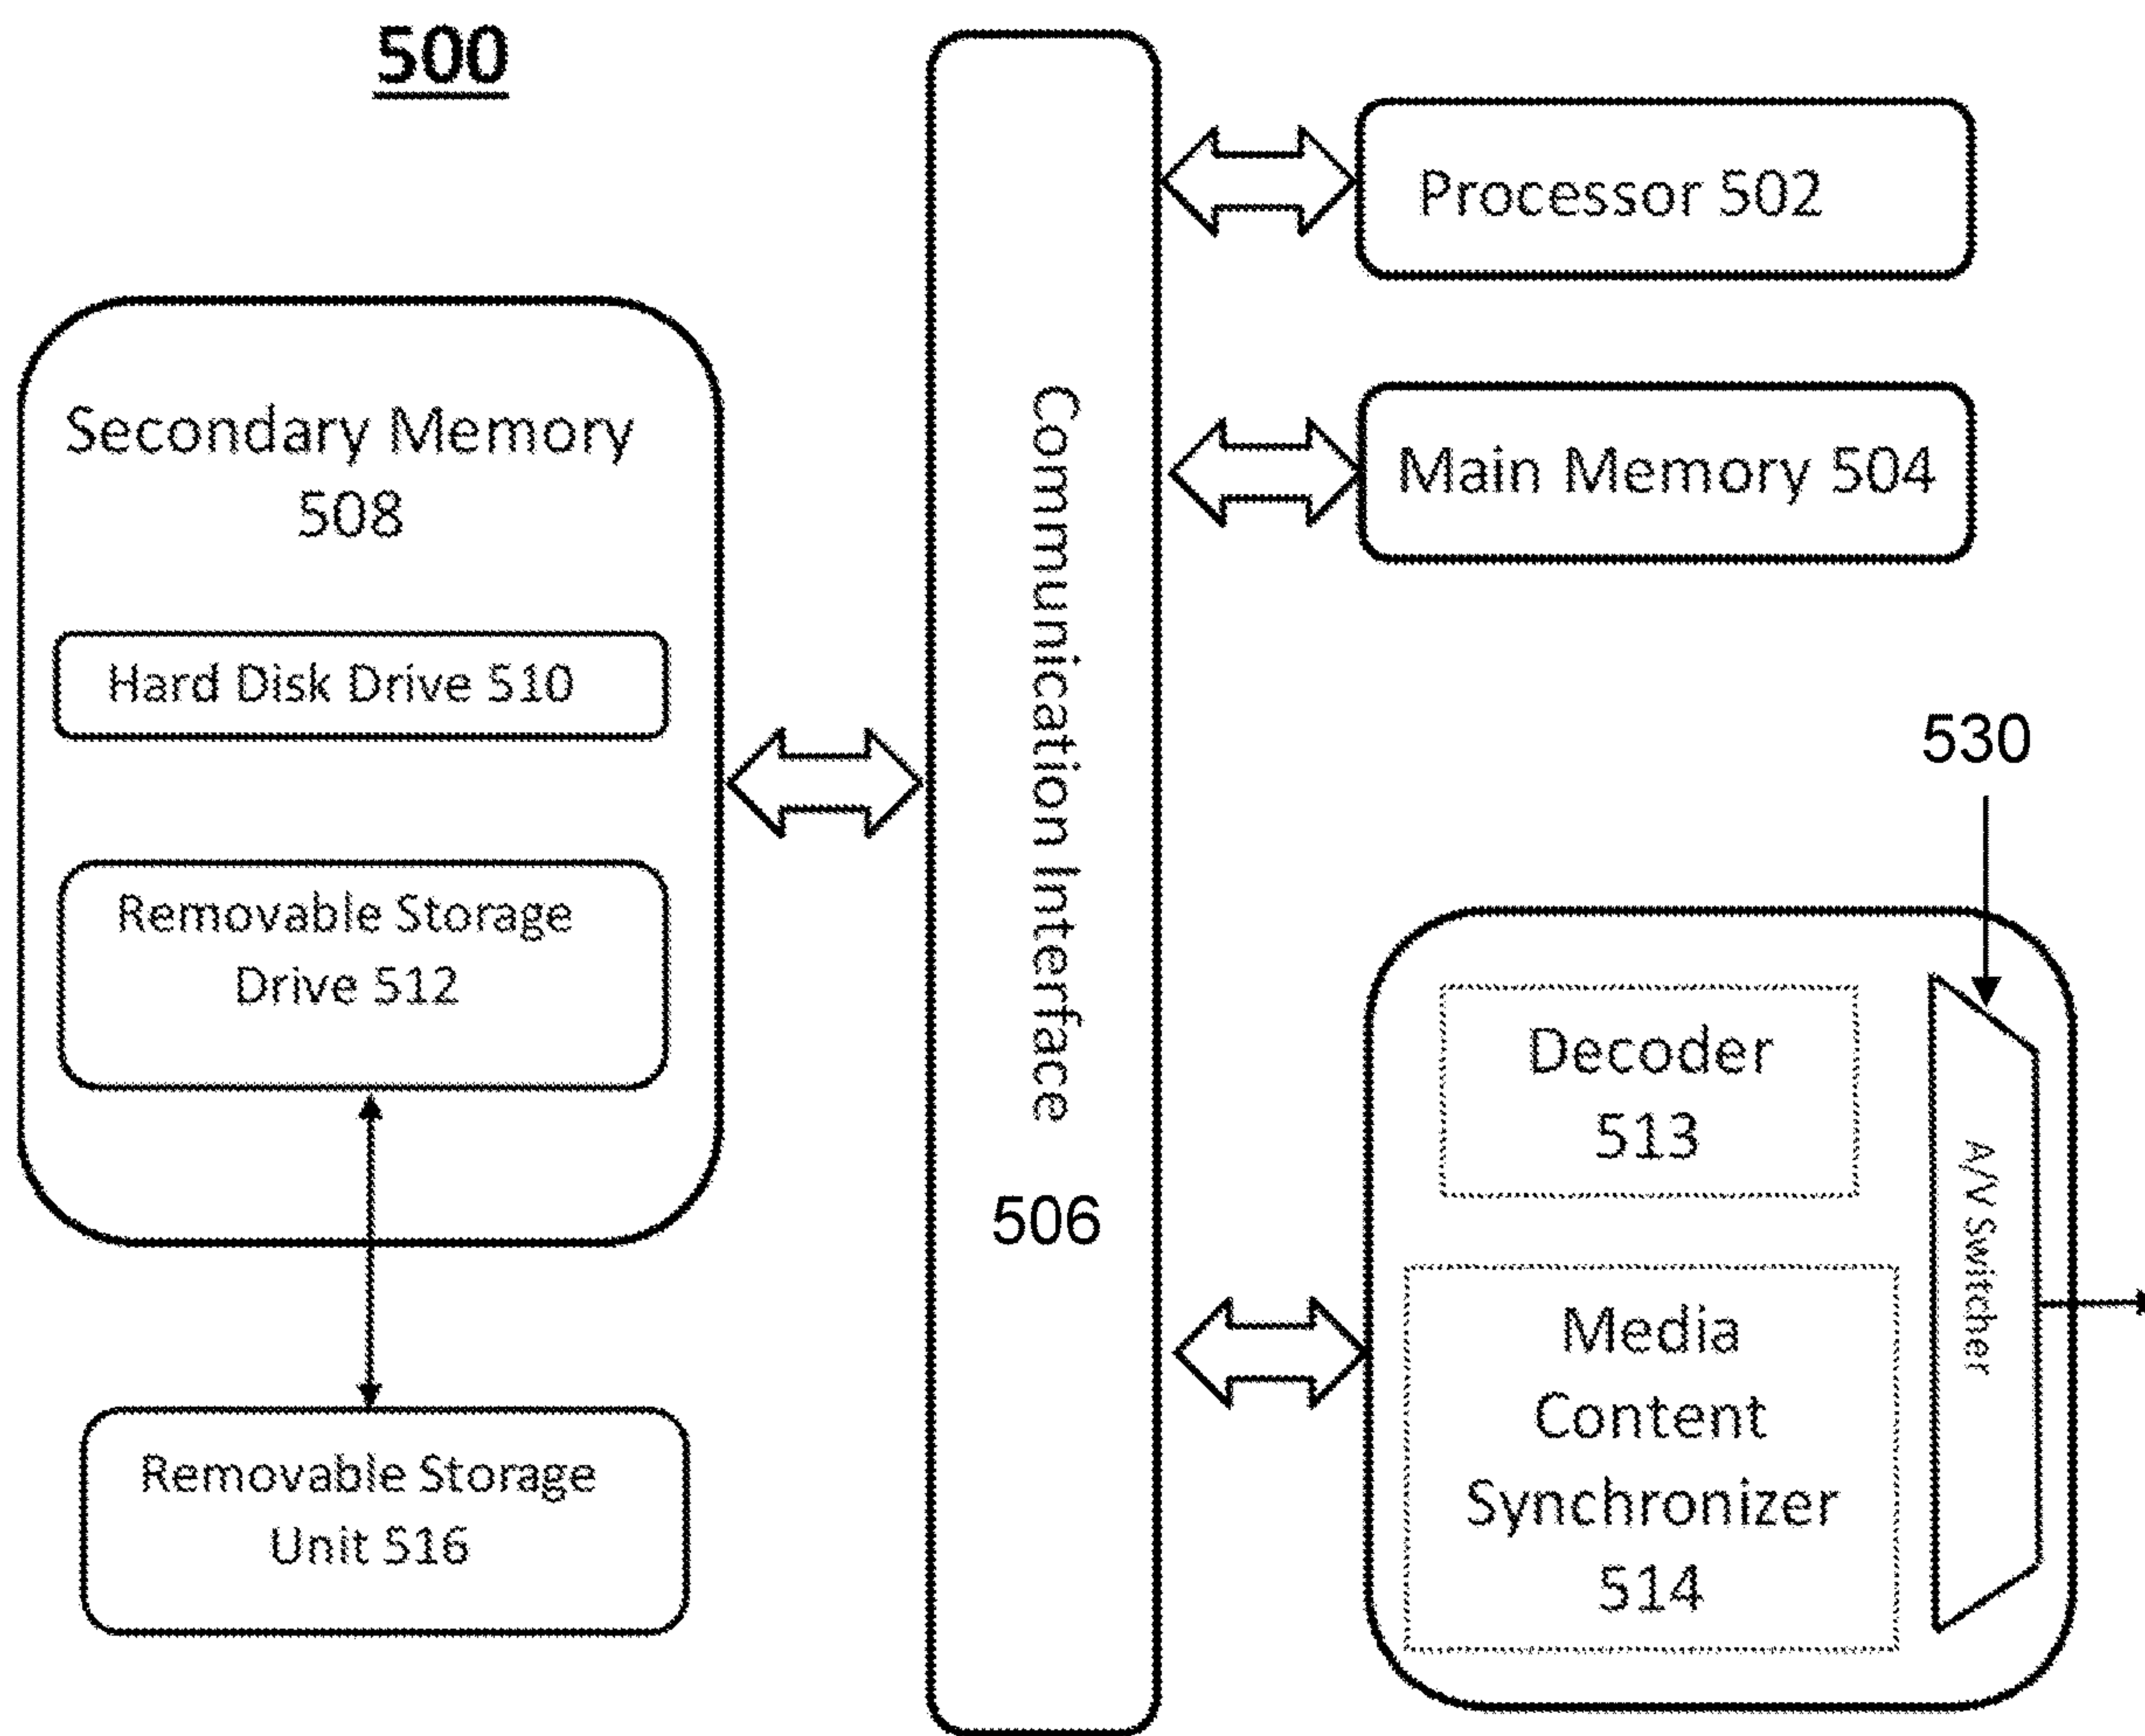 500
Processor 502
Secondary Memory
508
Main Memory 504
Hard Disk Drive 510
Removable Storage
Drive 512
Communication Interface
506
530
Decoder
513
A/V Switcher
Media
Content
Synchronizer
514
Removable Storage
Unit 516